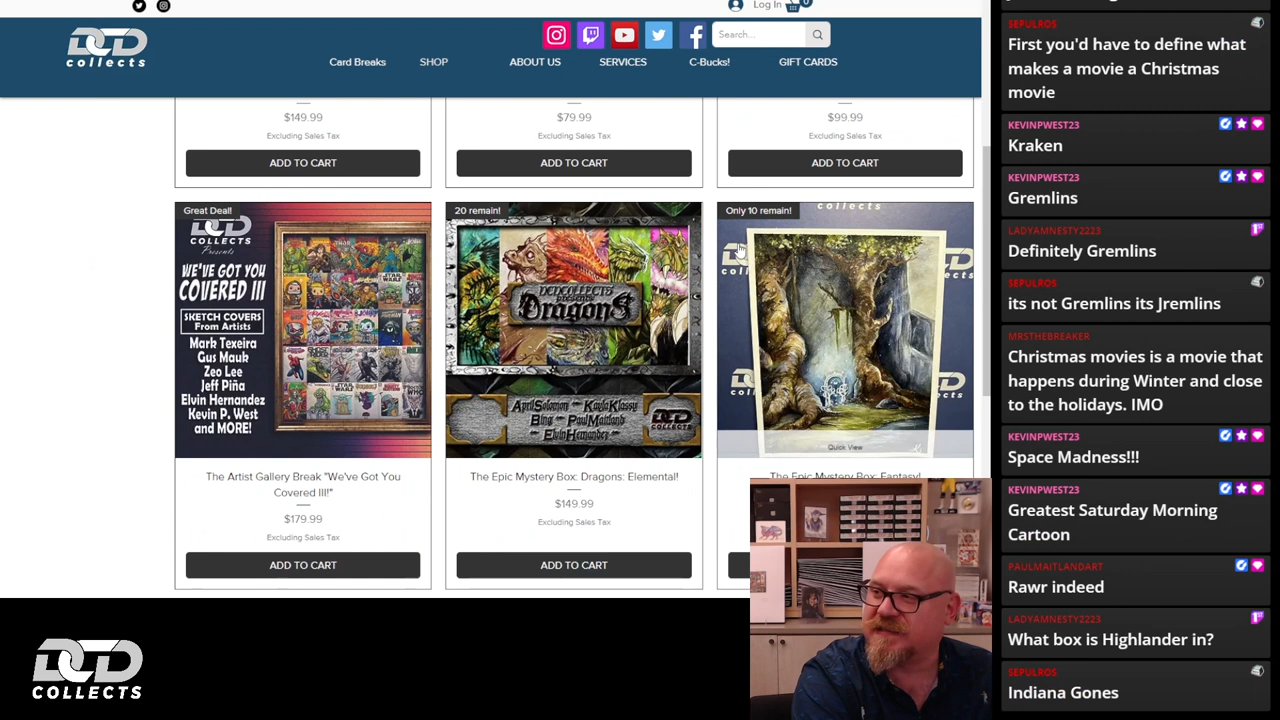 Log In
0
DCD
collects
Search...
Card Breaks
SHOP
ABOUT US
SERVICES
C-Bucks!
GIFT CARDS
$149.99
Excluding Sales Tax
ADD TO CART
$79.99
Excluding Sales Tax
ADD TO CART
$99.99
Excluding Sales Tax
ADD TO CART
Great Deal!
DCD
COLLECTS
Presents
WE'VE GOT YOU
COVERED III
SKETCH COVERS
From Artists
Mark Texeira
Gus Mauk
Zeo Lee
Jeff Piña
Elvin Hernandez
Kevin P. West
and MORE!
The Artist Gallery Break "We've Got You
Covered III!"
$179.99
Excluding Sales Tax
ADD TO CART
20 remain!
DCDCOLLECTS
PRESENTS
DragonS
April Solomon Kayla Klassy
Bing Paul Maitland
Elvin Hernandez
DCD
COLLECTS
The Epic Mystery Box: Dragons: Elemental!
$149.99
Excluding Sales Tax
ADD TO CART
Only 10 remain!
collects
Quick View
The Epic Mystery Box: Fantasy!
DCD
COLLECTS
SEPULROS
First you'd have to define what
makes a movie a Christmas
movie
KEVINPWEST23
Kraken
KEVINPWEST23
Gremlins
LADYAMNESTY2223
Definitely Gremlins
SEPULROS
its not Gremlins its Jremlins
MRSTHEBREAKER
Christmas movies is a movie that
happens during Winter and close
to the holidays. IMO
KEVINPWEST23
Space Madness!!!
KEVINPWEST23
Greatest Saturday Morning
Cartoon
PAULMAITLANDART
Rawr indeed
LADYAMNESTY2223
What box is Highlander in?
SEPULROS
Indiana Gones